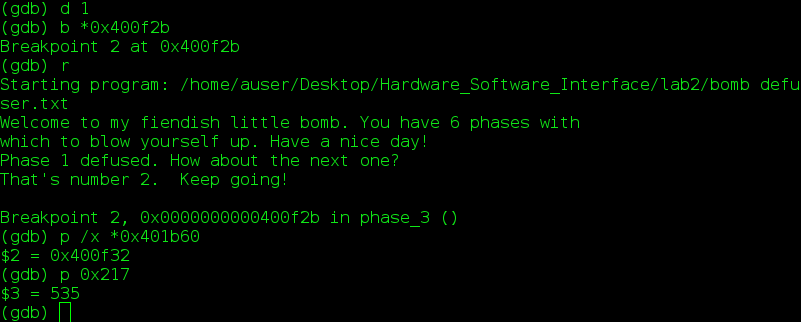 (gdb) d 1
(gdb) b *0x400f2b
Breakpoint 2 at 0x400f2b
(gdb) r
Starting program: /home/auser/Desktop/Hardware_Software_Interface/lab2/bomb defu
ser.txt
Welcome to my fiendish little bomb. You have 6 phases with
which to blow yourself up. Have a nice day!
Phase 1 defused. How about the next one?
That's number 2.  Keep going!
Breakpoint 2, 0x0000000000400f2b in phase_3 ()
(gdb) p /x *0x401b60
$2 = 0x400f32
(gdb) p 0x217
$3 = 535
(gdb)